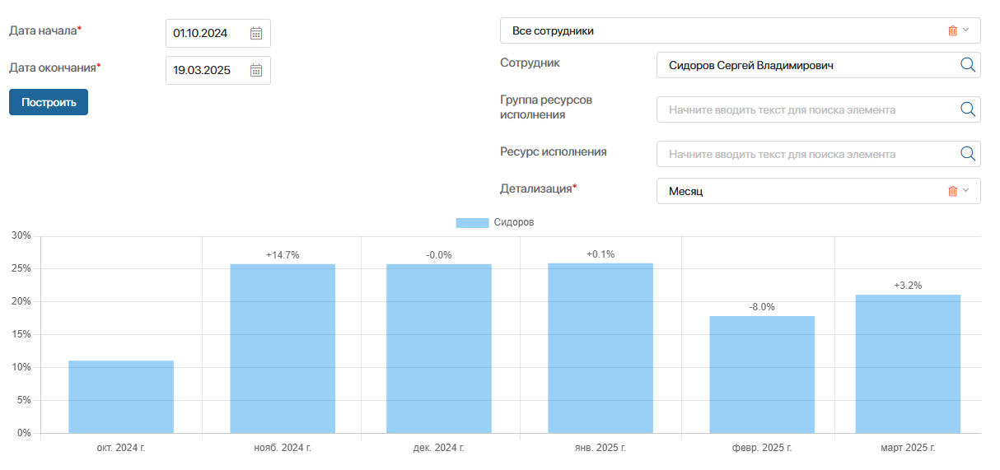 Дата начала*
01.10.2024
Дата окончания*
19.03.2025
Построить
Все сотрудники
Сотрудник
Сидоров Сергей Владимирович
Группа ресурсов
исполнения
Начните вводить текст для поиска элемента
Ресурс исполнения
Начните вводить текст для поиска элемента
Детализация*
Месяц
Сидоров
30%
25%
20%
15%
10%
5%
0%
+14.7%
-0.0%
+0.1%
-8.0%
+3.2%
окт. 2024 г.
нояб. 2024 г.
дек. 2024 г.
янв. 2025 г.
февр. 2025 г.
март 2025 г.